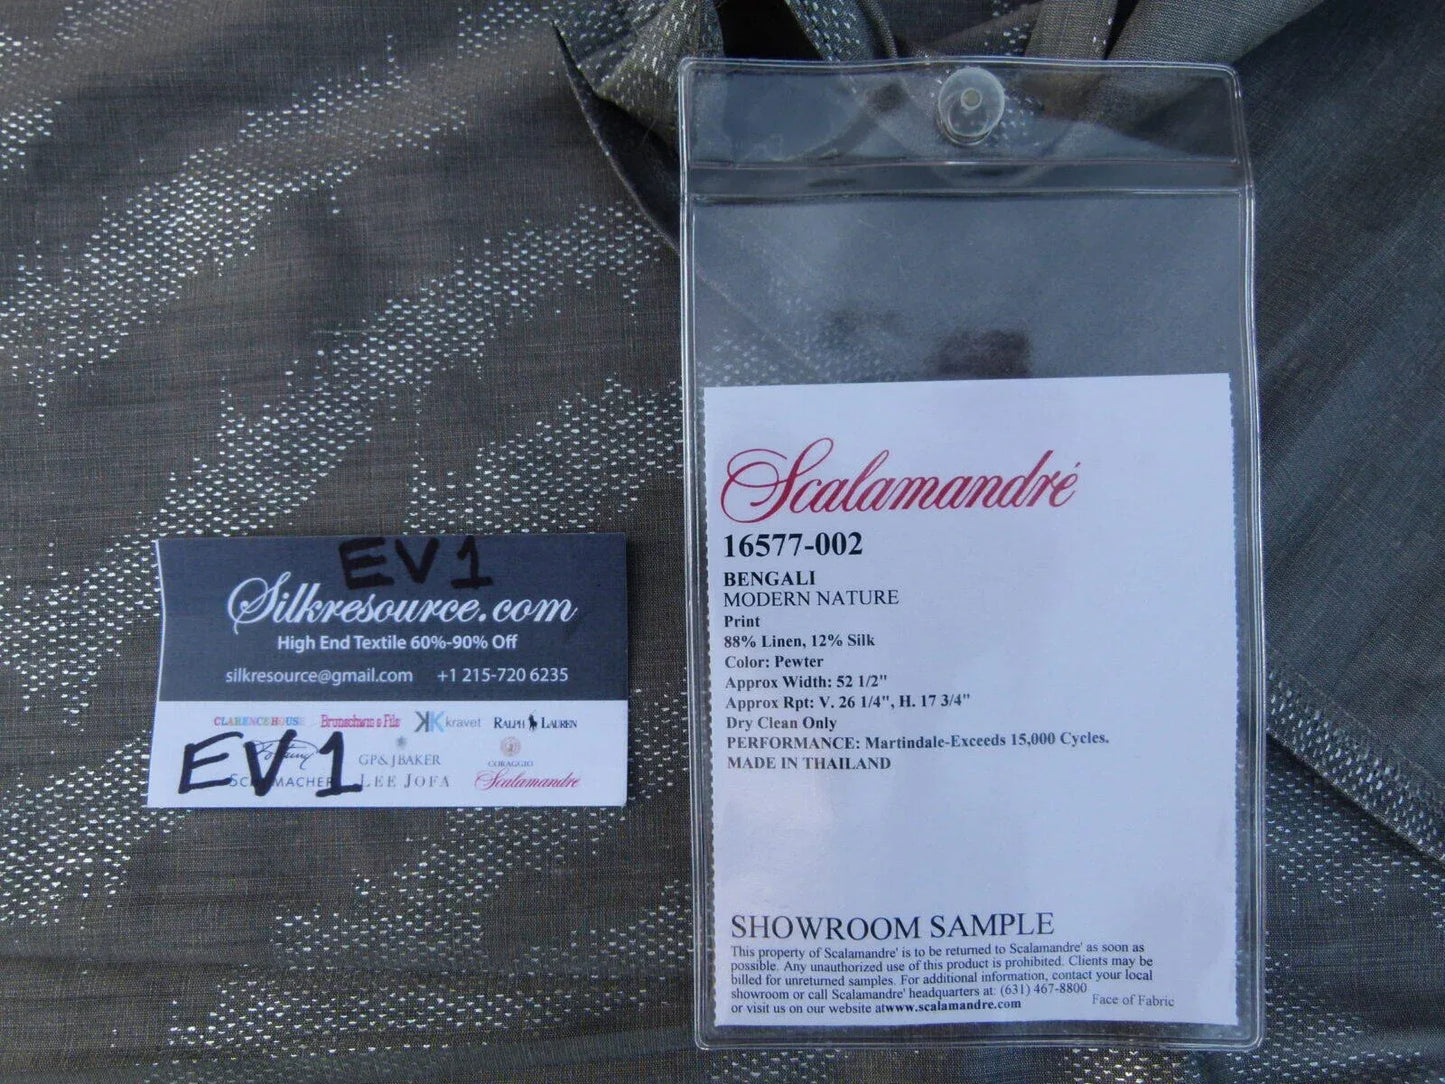 EV1
Silkresource.com
High End Textile 60%-90% Off
silkresource@gmail.com +1 215-720 6235
CLARENCE HOUSE Brunschwig & Fils kravet RALPH LAUREN
EV1
GP&JBAKER
CORAGGIO
SCHUMACHER LEE JOFA Scalamandré
Scalamandré
16577-002
BENGALI
MODERN NATURE
Print
88% Linen, 12% Silk
Color: Pewter
Approx Width: 52 1/2"
Approx Rpt: V. 26 1/4", H. 17 3/4"
Dry Clean Only
PERFORMANCE: Martindale-Exceeds 15,000 Cycles.
MADE IN THAILAND
SHOWROOM SAMPLE
This property of Scalamandre' is to be returned to Scalamandre' as soon as
possible. Any unauthorized use of this product is prohibited. Clients may be
billed for unreturned samples. For additional information, contact your local
showroom or call Scalamandre' headquarters at: (631) 467-8800
or visit us on our website atwww.scalamandre.com
Face of Fabric